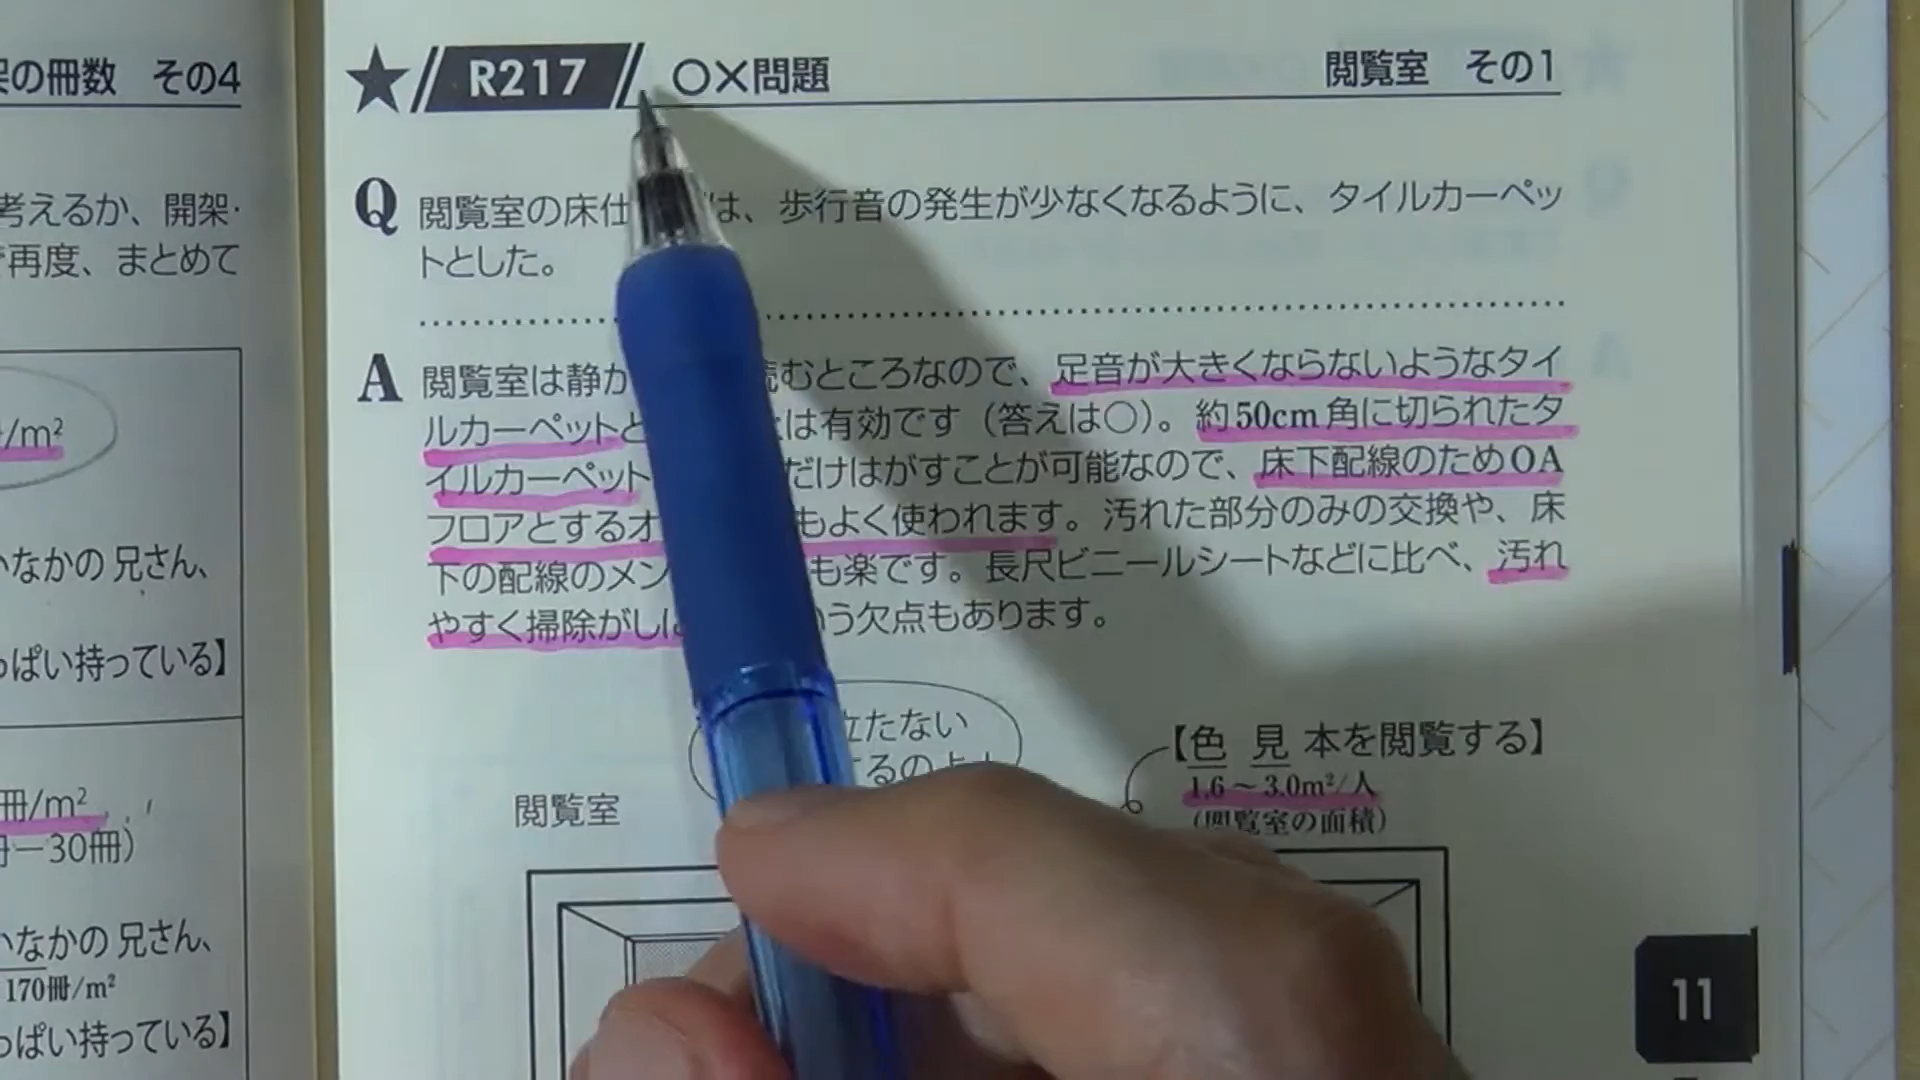 架の冊数 その4
考えるか、開架・
再度、まとめて
/m²
いなかの 兄さん、
っぱい持っている】
冊/m²
―30冊）
いなかの 兄さん、
170冊/m²
っぱい持っている】
★ R217 ○×問題 閲覧室 その1
Q 閲覧室の床仕 は、歩行音の発生が少なくなるように、タイルカーペッ
トとした。
A 閲覧室は静か 読むところなので、足音が大きくならないようなタイ
ルカーペットと は有効です（答えは○）。約50cm角に切られたタ
イルカーペット だけはがすことが可能なので、床下配線のためOA
フロアとするオ もよく使われます。汚れた部分のみの交換や、床
下の配線のメン も楽です。長尺ビニールシートなどに比べ、汚れ
やすく掃除がし う欠点もあります。
立たない
するのよ！
【色 見 本を閲覧する】
1.6～3.0m²/人
（閲覧室の面積）
閲覧室
11